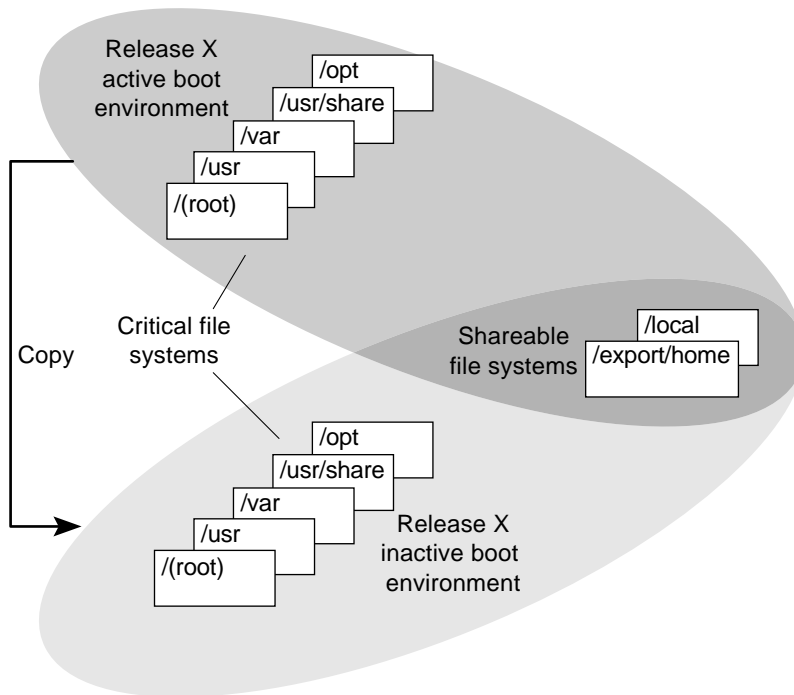 Release X
active boot
environment
/opt
/usr/share
/var
/usr
/(root)
Critical file
systems
Copy
Shareable
file systems
/local
/export/home
/opt
/usr/share
/var
/usr
/(root)
Release X
inactive boot
environment